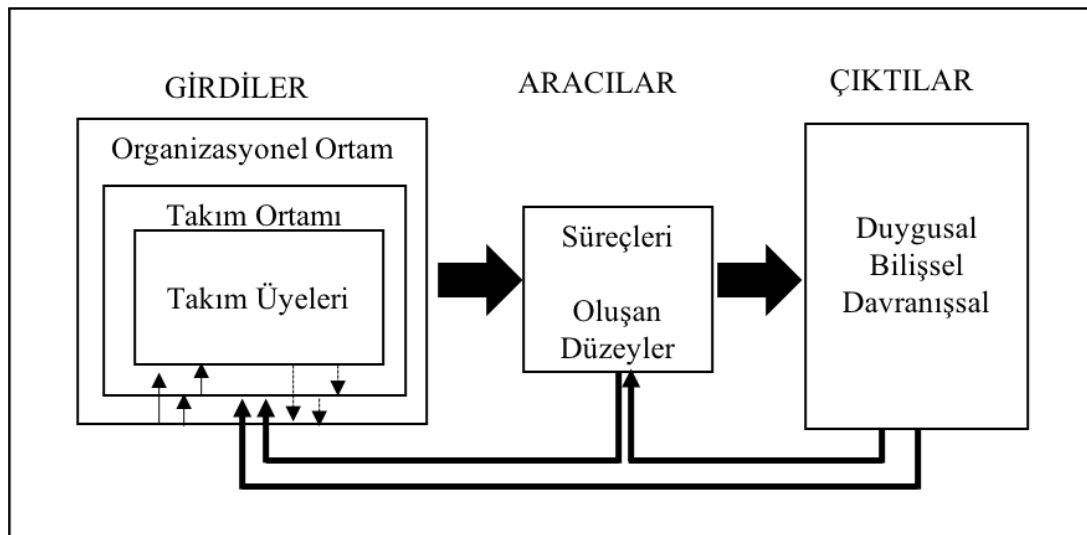 GİRDİLER
Organizasyonel Ortam
Takım Ortamı
Takım Üyeleri
ARACILAR
Süreçleri
Oluşan
Düzeyler
ÇIKTILAR
Duygusal
Bilişsel
Davranışsal